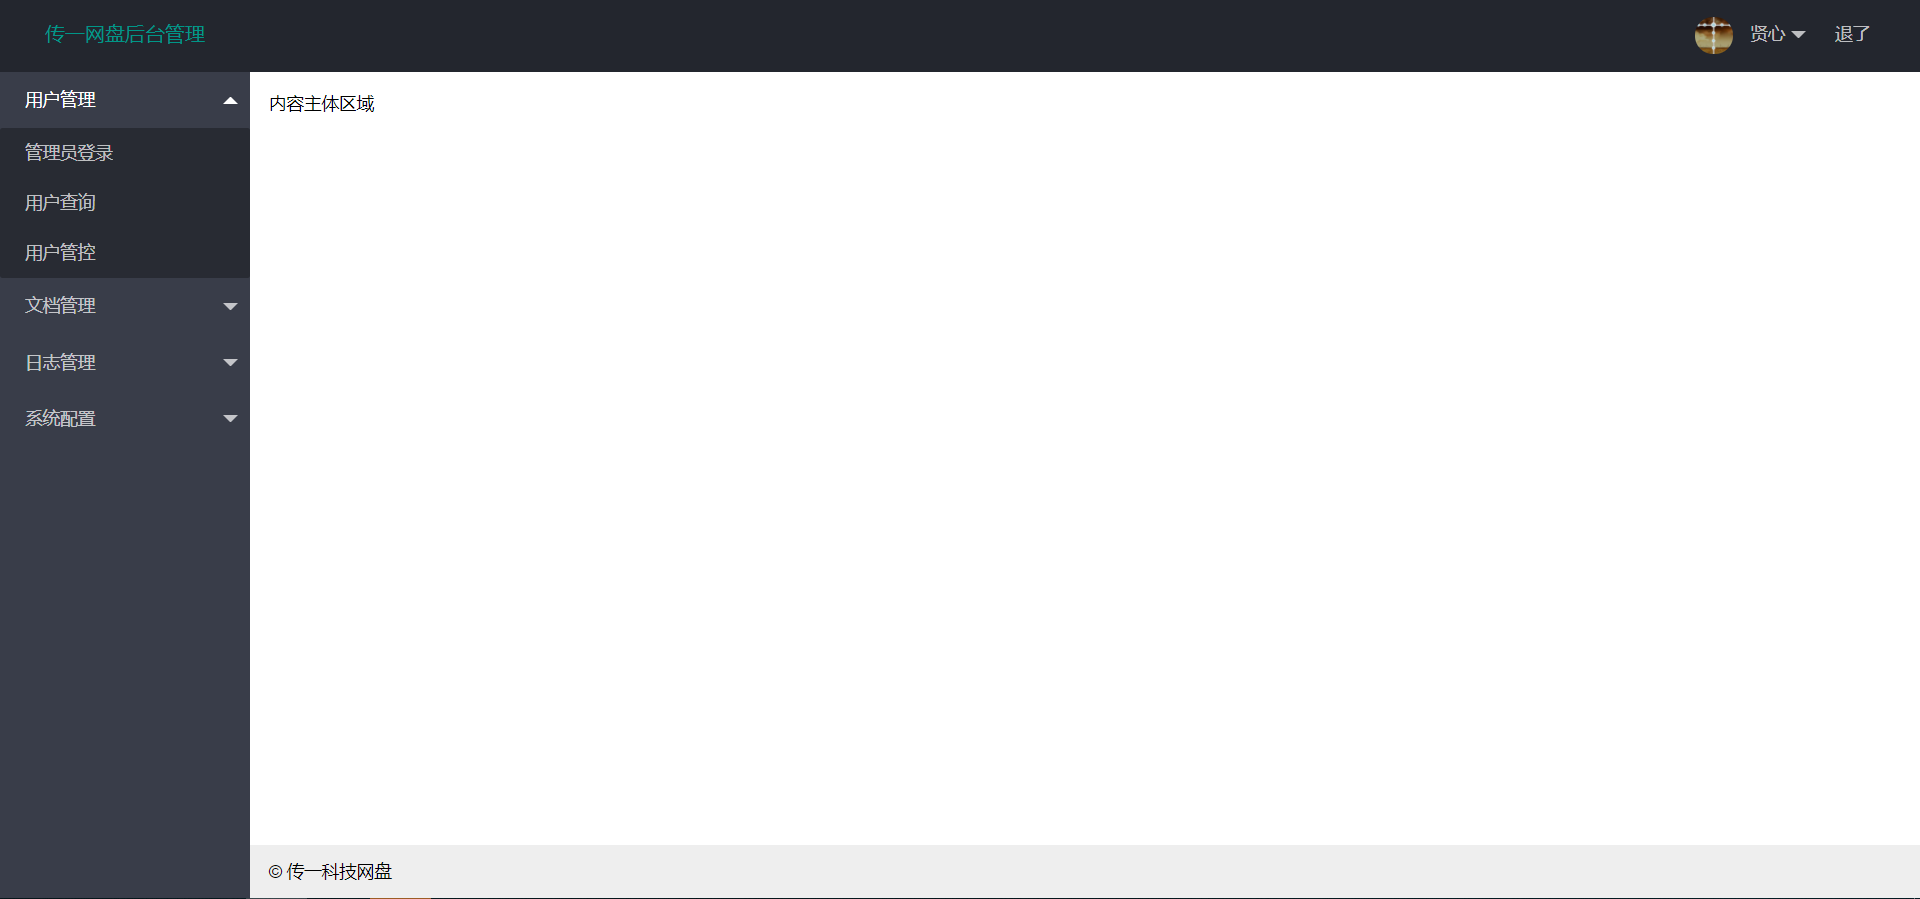 传一网盘后台管理
贤心
退了
用户管理
管理员登录
用户查询
用户管控
文档管理
日志管理
系统配置
内容主体区域
© 传一科技网盘